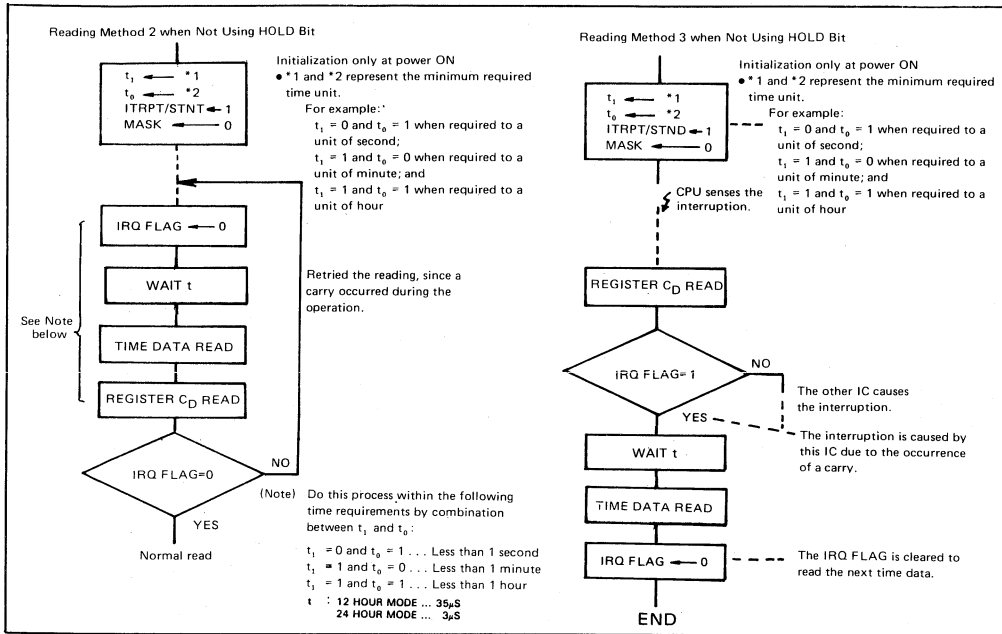 Reading Method 2 when Not Using HOLD Bit
t₁ ← *1
t₀ ← *2
ITRPT/STNT ← 1
MASK ← 0
Initialization only at power ON
● *1 and *2 represent the minimum required
time unit.
For example:
t₁ = 0 and t₀ = 1 when required to a
unit of second;
t₁ = 1 and t₀ = 0 when required to a
unit of minute; and
t₁ = 1 and t₀ = 1 when required to a
unit of hour
IRQ FLAG ← 0
WAIT t
TIME DATA READ
REGISTER C_D READ
See Note
below
Retried the reading, since a
carry occurred during the
operation.
IRQ FLAG=0
NO
YES
Normal read
(Note) Do this process within the following
time requirements by combination
between t₁ and t₀:
t₁ = 0 and t₀ = 1 ... Less than 1 second
t₁ = 1 and t₀ = 0 ... Less than 1 minute
t₁ = 1 and t₀ = 1 ... Less than 1 hour
t : 12 HOUR MODE ... 35μS
24 HOUR MODE ... 3μS
Reading Method 3 when Not Using HOLD Bit
t₁ ← *1
t₀ ← *2
ITRPT/STND ← 1
MASK ← 0
Initialization only at power ON
● *1 and *2 represent the minimum required
time unit.
For example:
t₁ = 0 and t₀ = 1 when required to a
unit of second;
t₁ = 1 and t₀ = 0 when required to a
unit of minute; and
t₁ = 1 and t₀ = 1 when required to a
unit of hour
CPU senses the
interruption.
REGISTER C_D READ
IRQ FLAG=1
NO
The other IC causes
the interruption.
YES
The interruption is caused by
this IC due to the occurrence
of a carry.
WAIT t
TIME DATA READ
IRQ FLAG ← 0
The IRQ FLAG is cleared to
read the next time data.
END